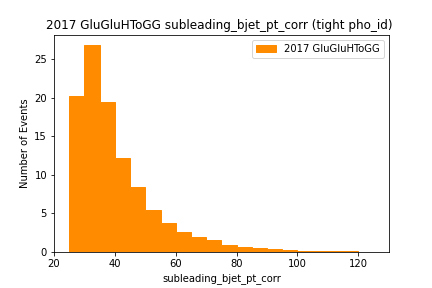 2017 GluGluHToGG subleading_bjet_pt_corr (tight pho_id)
2017 GluGluHToGG
Number of Events
25
20
15
10
5
0
20 40 60 80 100 120
subleading_bjet_pt_corr